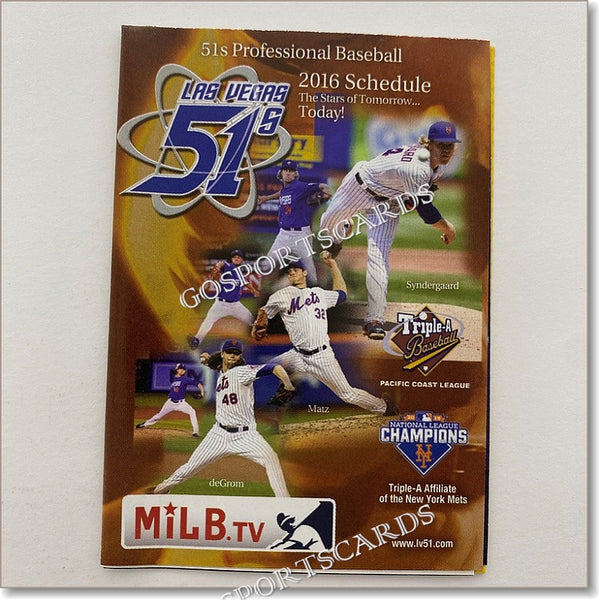 51s Professional Baseball
2016 Schedule
The Stars of Tomorrow...
Today!
LAS VEGAS
51s
Syndergaard
Mets
32
Triple-A
Baseball
PACIFIC COAST LEAGUE
48
Matz
NATIONAL LEAGUE
CHAMPIONS
deGrom
Triple-A Affiliate
of the New York Mets
MiLB.TV
www.lv51.com
GOSPORTSCARDS
GOSPORTSCARDS